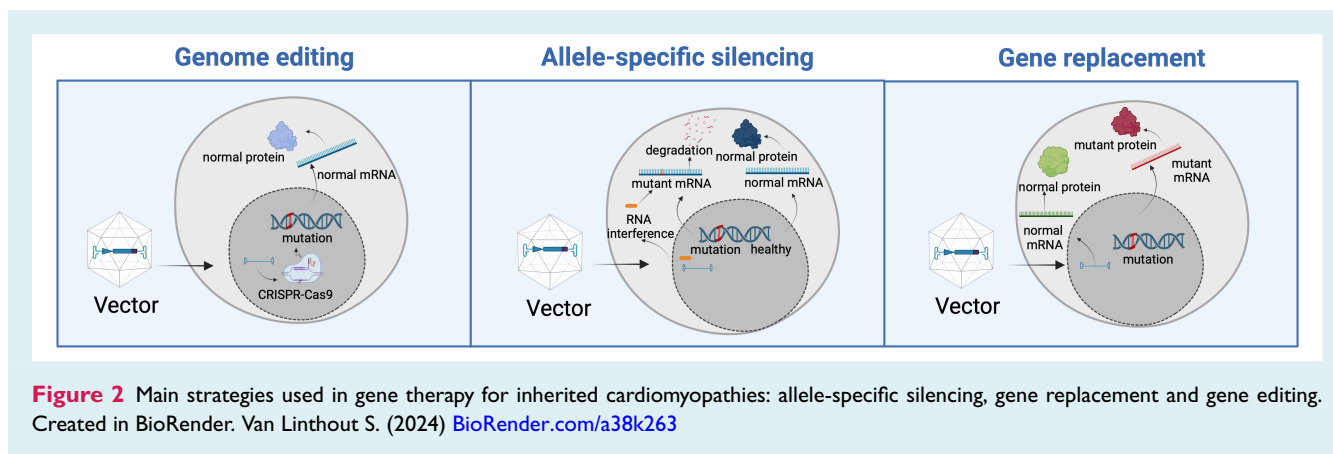 Genome editing
Allele-specific silencing
Gene replacement
normal protein
normal mRNA
mutation
CRISPR-Cas9
Vector
degradation
normal protein
mutant mRNA
normal mRNA
RNA
interference
mutation
healthy
Vector
mutant protein
mutant
mRNA
normal protein
normal
mRNA
mutation
Vector
Figure 2 Main strategies used in gene therapy for inherited cardiomyopathies: allele-specific silencing, gene replacement and gene editing.
Created in BioRender. Van Linthout S. (2024) BioRender.com/a38k263